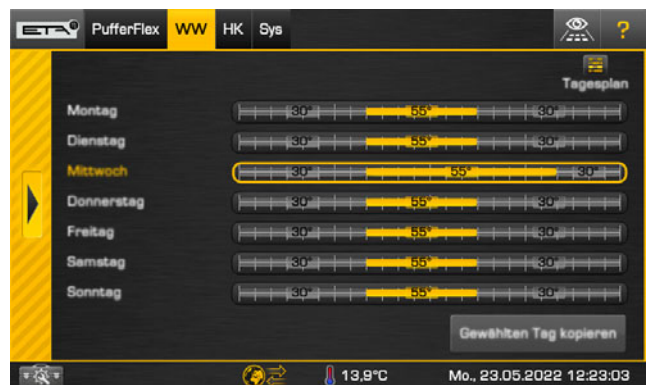 ETA PufferFlex WW HK Sys ?
Tagesplan
Montag 30° 55° 30°
Dienstag 30° 55° 30°
Mittwoch 30° 55° 30°
Donnerstag 30° 55° 30°
Freitag 30° 55° 30°
Samstag 30° 55° 30°
Sonntag 30° 55° 30°
Gewählten Tag kopieren
13,9°C Mo., 23.05.2022 12:23:03